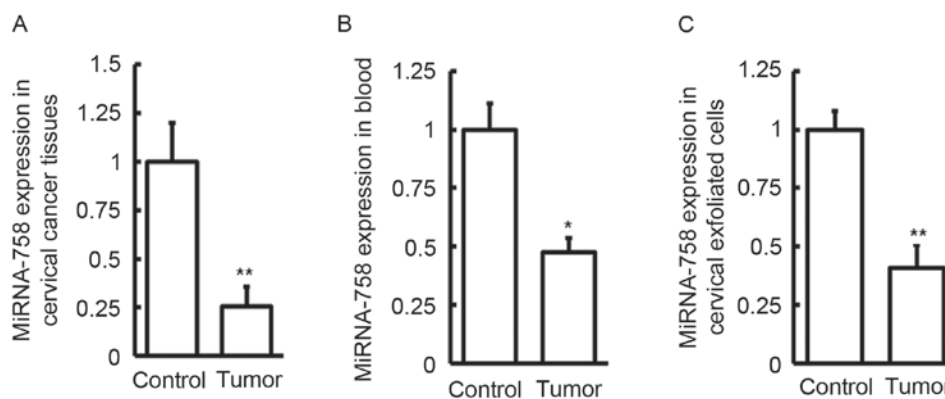 A
MiRNA-758 expression in
cervical cancer tissues
1.5
1.25
1
0.75
0.5
0.25
0
**
Control Tumor
B
MiRNA-758 expression in blood
1.25
1
0.75
0.5
0.25
0
*
Control Tumor
C
MiRNA-758 expression in
cervical exfoliated cells
1.25
1
0.75
0.5
0.25
0
**
Control Tumor